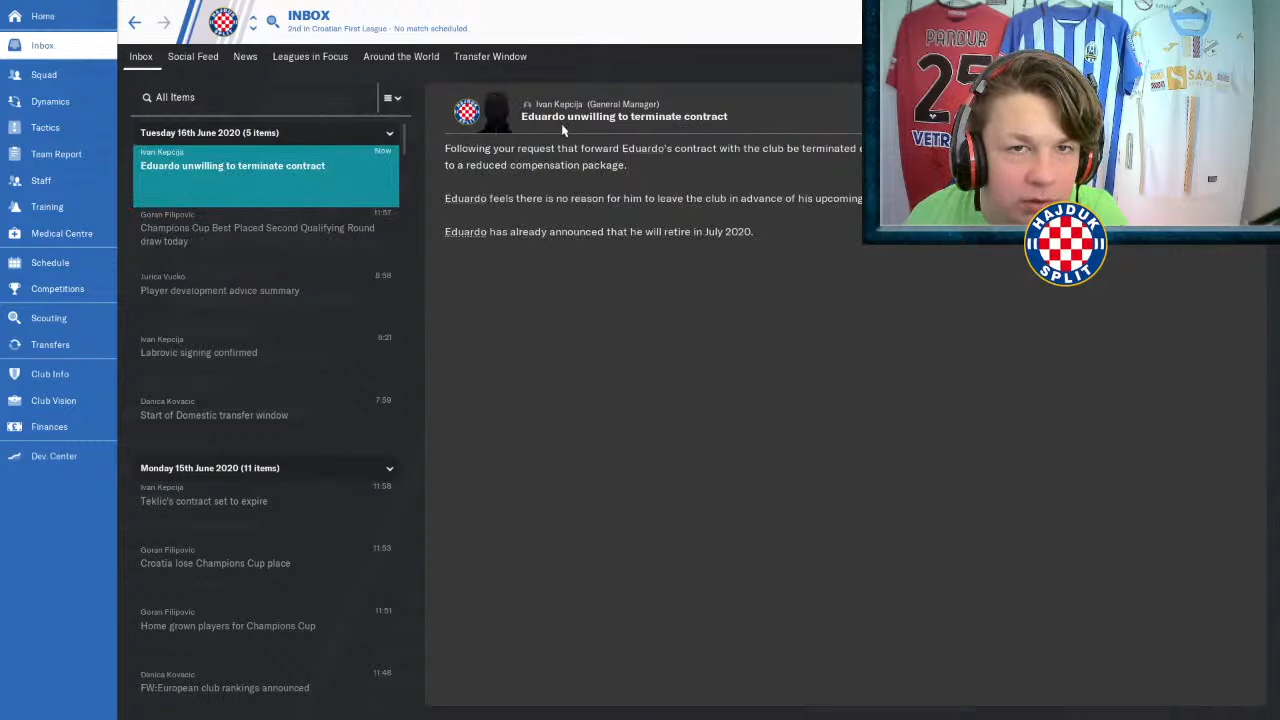 Home
Inbox
Squad
Dynamics
Tactics
Team Report
Staff
Training
Medical Centre
Schedule
Competitions
Scouting
Transfers
Club Info
Club Vision
Finances
Dev. Center
INBOX
2nd in Croatian First League - No match scheduled
Inbox Social Feed News Leagues in Focus Around the World Transfer Window
All Items
Tuesday 16th June 2020 (5 items)
Ivan Kepcija Now
Eduardo unwilling to terminate contract
Goran Filipovic 11:57
Champions Cup Best Placed Second Qualifying Round
draw today
Jurica Vucko 8:58
Player development advice summary
Ivan Kepcija 8:21
Labrovic signing confirmed
Danica Kovacic 7:59
Start of Domestic transfer window
Monday 15th June 2020 (11 items)
Ivan Kepcija 11:58
Teklic's contract set to expire
Goran Filipovic 11:53
Croatia lose Champions Cup place
Goran Filipovic 11:51
Home grown players for Champions Cup
Danica Kovacic 11:48
FW:European club rankings announced
Ivan Kepcija (General Manager)
Eduardo unwilling to terminate contract
Following your request that forward Eduardo's contract with the club be terminated
to a reduced compensation package.
Eduardo feels there is no reason for him to leave the club in advance of his upcoming
Eduardo has already announced that he will retire in July 2020.
PANDUR
25
VETR
SAVA
HAJDUK
SPLIT